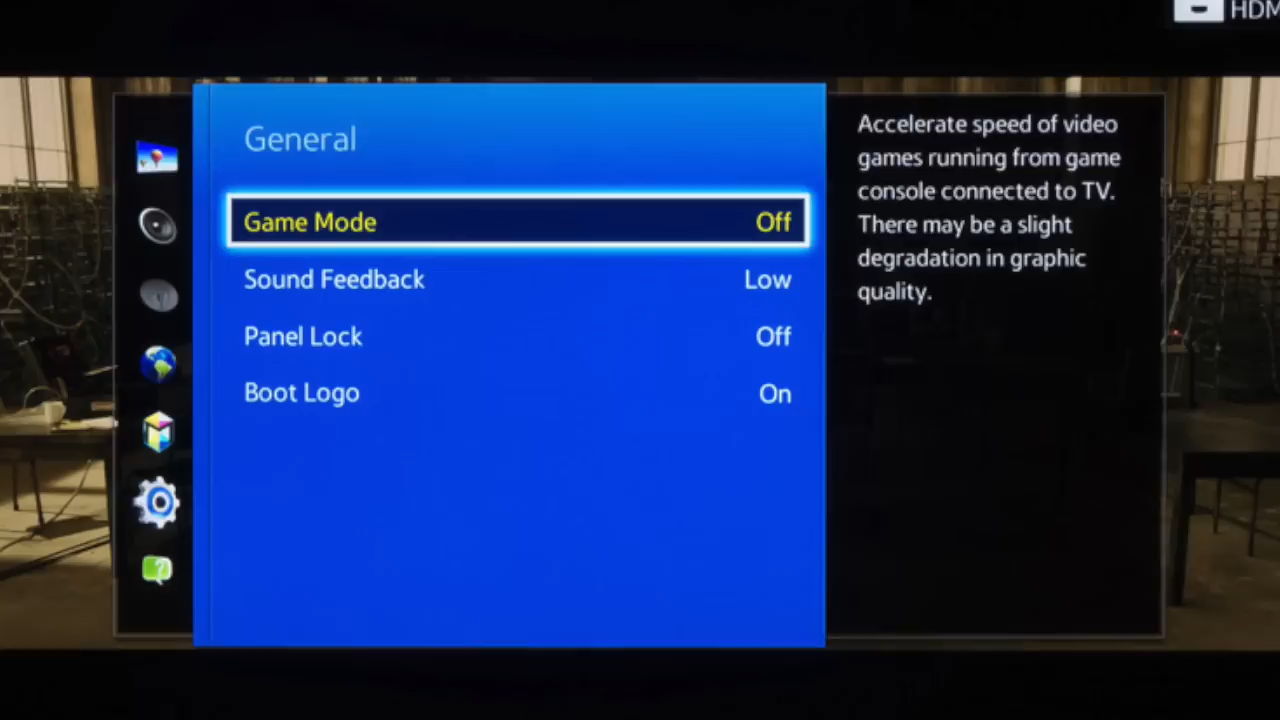 HDM
General
Game Mode Off
Sound Feedback Low
Panel Lock Off
Boot Logo On
Accelerate speed of video
games running from game
console connected to TV.
There may be a slight
degradation in graphic
quality.